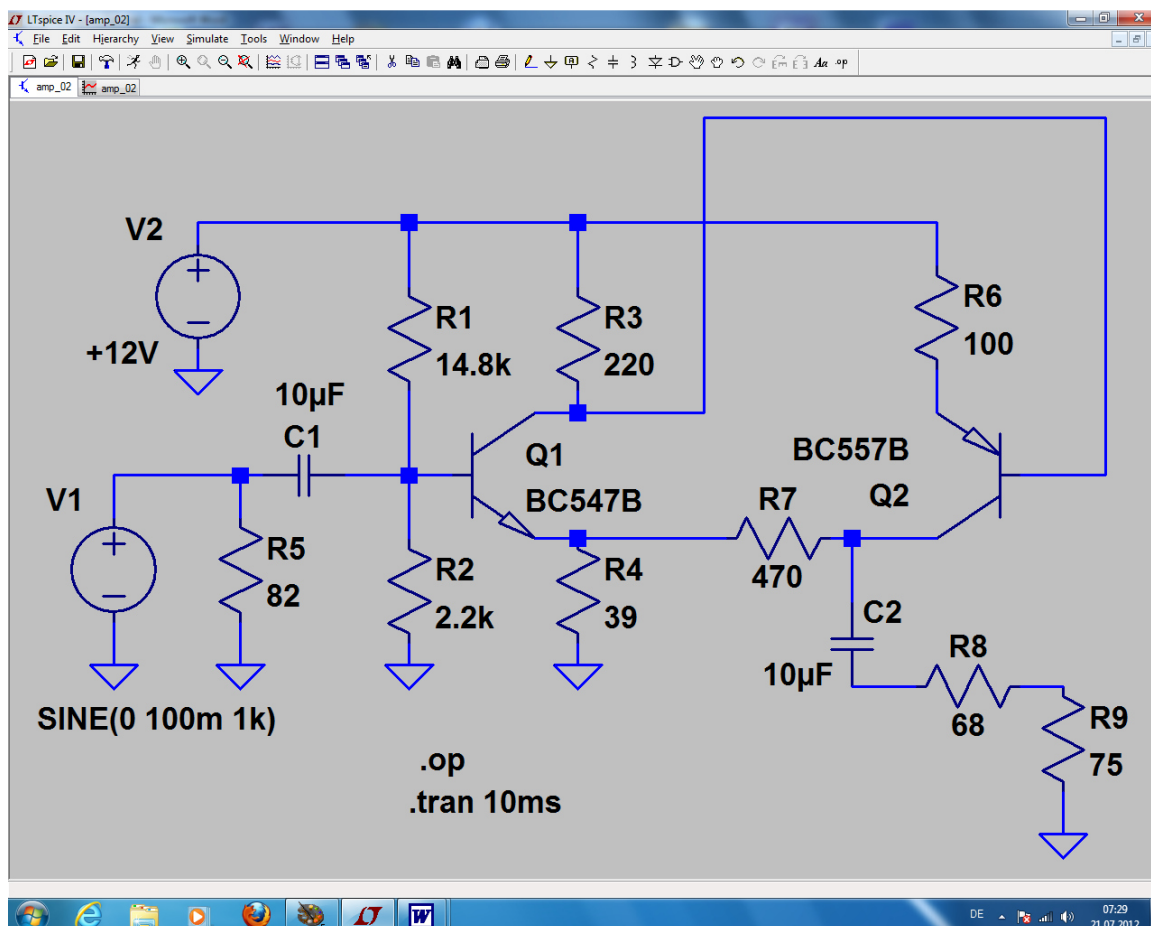 LTspice IV - [amp_02]
File Edit Hierarchy View Simulate Tools Window Help
Aa .op
amp_02 amp_02
V2
+12V
R1
14.8k
R3
220
R6
100
10µF
C1
Q1
BC547B
BC557B
Q2
V1
R5
82
R2
2.2k
R4
39
R7
470
C2
10µF
R8
68
R9
75
SINE(0 100m 1k)
.op
.tran 10ms
DE
07:29
21.07.2012